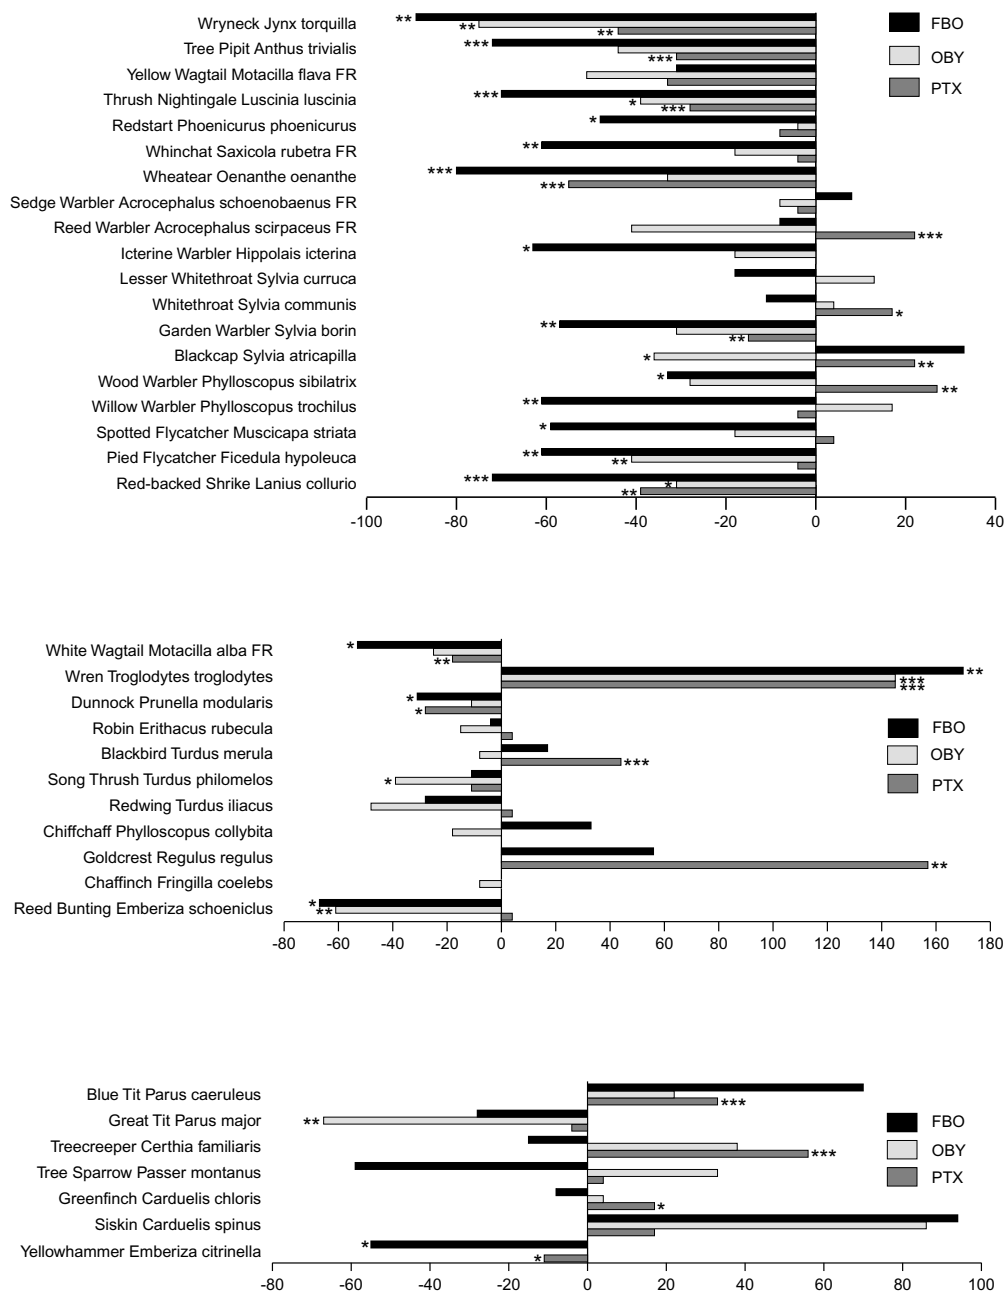 Wryneck Jynx torquilla ** ** **
FBO
Tree Pipit Anthus trivialis *** ***
OBY
Yellow Wagtail Motacilla flava FR
PTX
Thrush Nightingale Luscinia luscinia *** * ***
Redstart Phoenicurus phoenicurus *
Whinchat Saxicola rubetra FR **
Wheatear Oenanthe oenanthe *** ***
Sedge Warbler Acrocephalus schoenobaenus FR
Reed Warbler Acrocephalus scirpaceus FR ***
Icterine Warbler Hippolais icterina *
Lesser Whitethroat Sylvia curruca
Whitethroat Sylvia communis *
Garden Warbler Sylvia borin ** **
Blackcap Sylvia atricapilla * **
Wood Warbler Phylloscopus sibilatrix * **
Willow Warbler Phylloscopus trochilus **
Spotted Flycatcher Muscicapa striata *
Pied Flycatcher Ficedula hypoleuca ** **
Red-backed Shrike Lanius collurio *** * **
-100 -80 -60 -40 -20 0 20 40
White Wagtail Motacilla alba FR * **
Wren Troglodytes troglodytes ** *** ***
Dunnock Prunella modularis * *
Robin Erithacus rubecula
FBO
Blackbird Turdus merula ***
OBY
Song Thrush Turdus philomelos *
PTX
Redwing Turdus iliacus
Chiffchaff Phylloscopus collybita
Goldcrest Regulus regulus **
Chaffinch Fringilla coelebs
Reed Bunting Emberiza schoeniclus * **
-80 -60 -40 -20 0 20 40 60 80 100 120 140 160 180
Blue Tit Parus caeruleus ***
Great Tit Parus major **
FBO
Treecreeper Certhia familiaris ***
OBY
Tree Sparrow Passer montanus
PTX
Greenfinch Carduelis chloris *
Siskin Carduelis spinus
Yellowhammer Emberiza citrinella * *
-80 -60 -40 -20 0 20 40 60 80 100